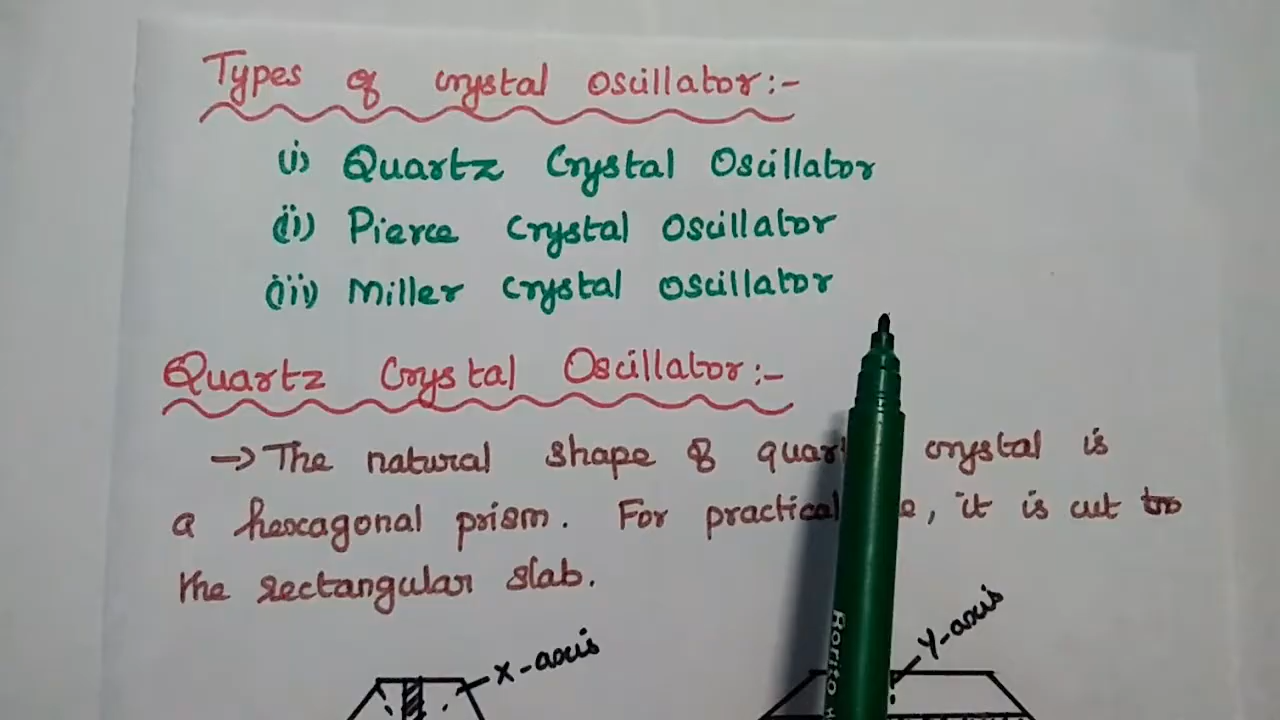 Types of crystal oscillator:-
(i) Quartz Crystal Oscillator
(ii) Pierce Crystal Oscillator
(iii) Miller Crystal oscillator
Quartz Crystal Oscillator:-
→ The natural shape of crystal is
a hexagonal prism. For practical , it is cut to
the rectangular slab.
X-axis
Y-axis